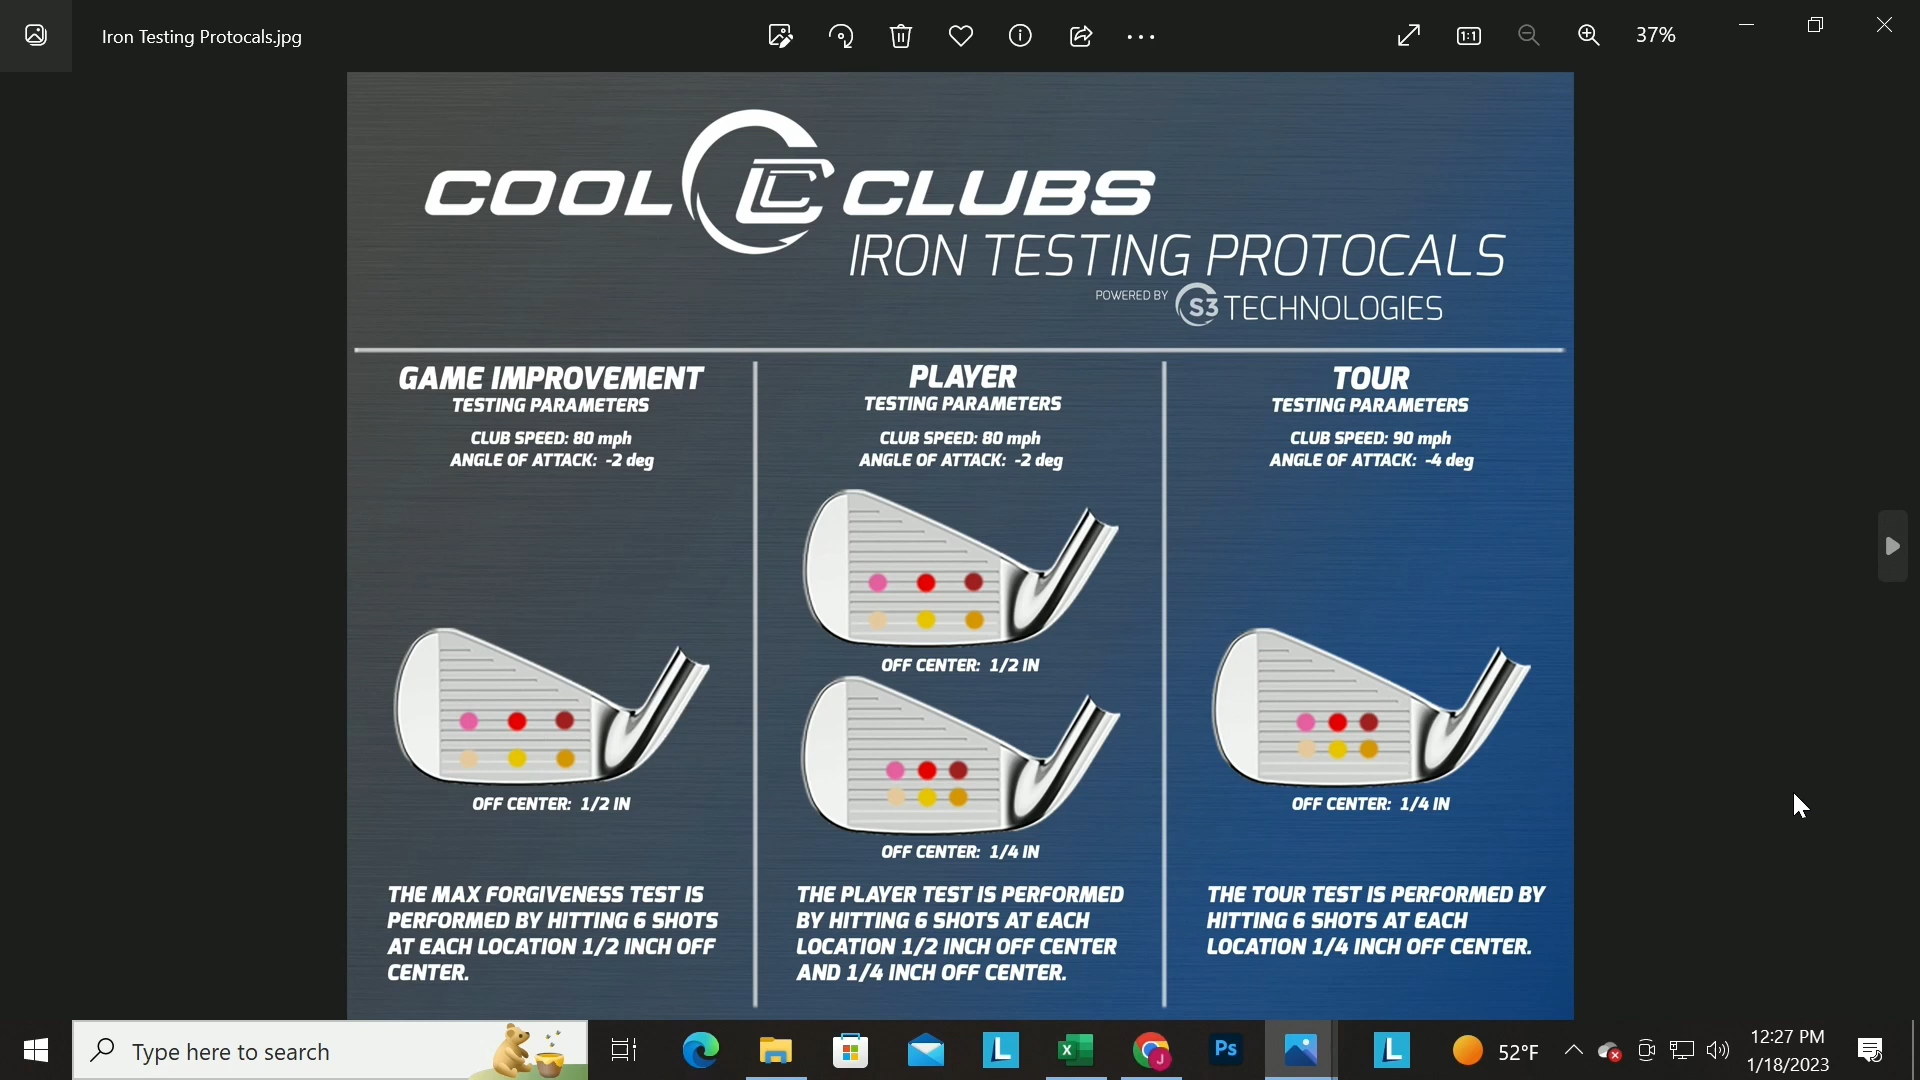 Iron Testing Protocals.jpg
37%
COOL CC CLUBS
IRON TESTING PROTOCALS
POWERED BY S3 TECHNOLOGIES
GAME IMPROVEMENT
TESTING PARAMETERS
CLUB SPEED: 80 mph
ANGLE OF ATTACK: -2 deg
OFF CENTER: 1/2 IN
THE MAX FORGIVENESS TEST IS
PERFORMED BY HITTING 6 SHOTS
AT EACH LOCATION 1/2 INCH OFF
CENTER.
PLAYER
TESTING PARAMETERS
CLUB SPEED: 80 mph
ANGLE OF ATTACK: -2 deg
OFF CENTER: 1/2 IN
OFF CENTER: 1/4 IN
THE PLAYER TEST IS PERFORMED
BY HITTING 6 SHOTS AT EACH
LOCATION 1/2 INCH OFF CENTER
AND 1/4 INCH OFF CENTER.
TOUR
TESTING PARAMETERS
CLUB SPEED: 90 mph
ANGLE OF ATTACK: -4 deg
OFF CENTER: 1/4 IN
THE TOUR TEST IS PERFORMED BY
HITTING 6 SHOTS AT EACH
LOCATION 1/4 INCH OFF CENTER.
Type here to search
L
X
J
Ps
L
52°F
12:27 PM
1/18/2023